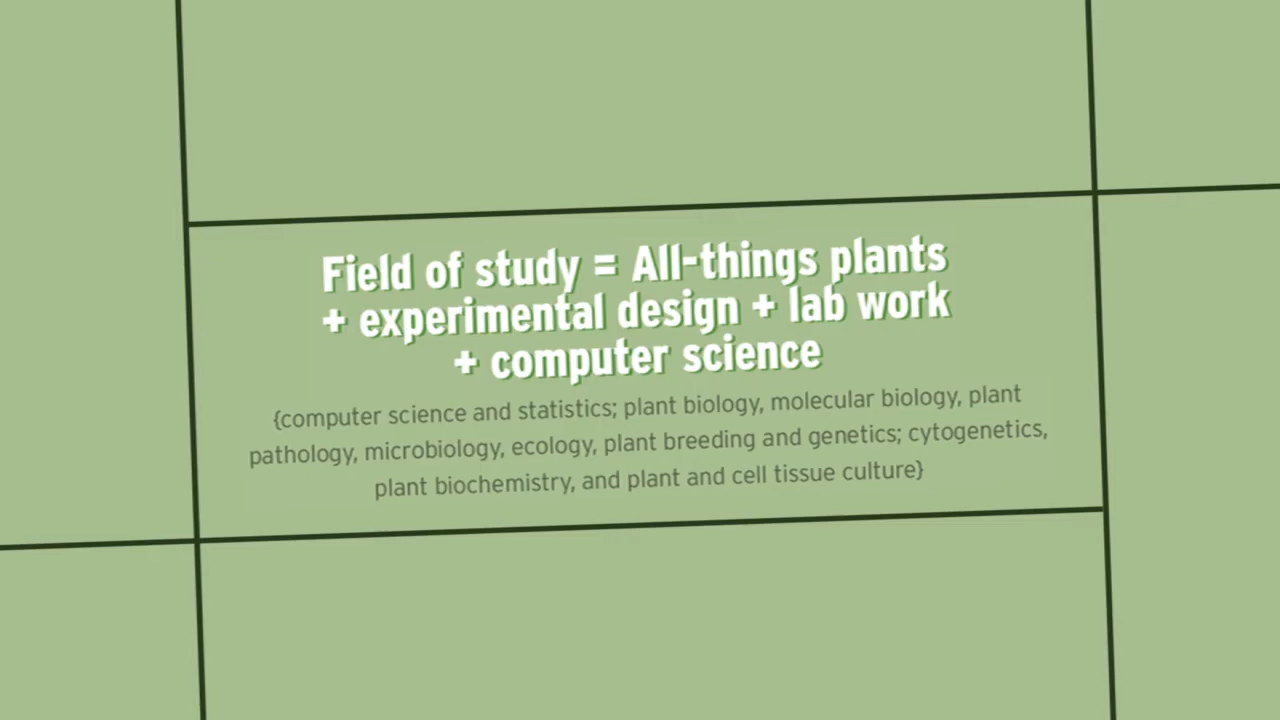 Field of study = All-things plants
+ experimental design + lab work
+ computer science
{computer science and statistics; plant biology, molecular biology, plant
pathology, microbiology, ecology, plant breeding and genetics; cytogenetics,
plant biochemistry, and plant and cell tissue culture}